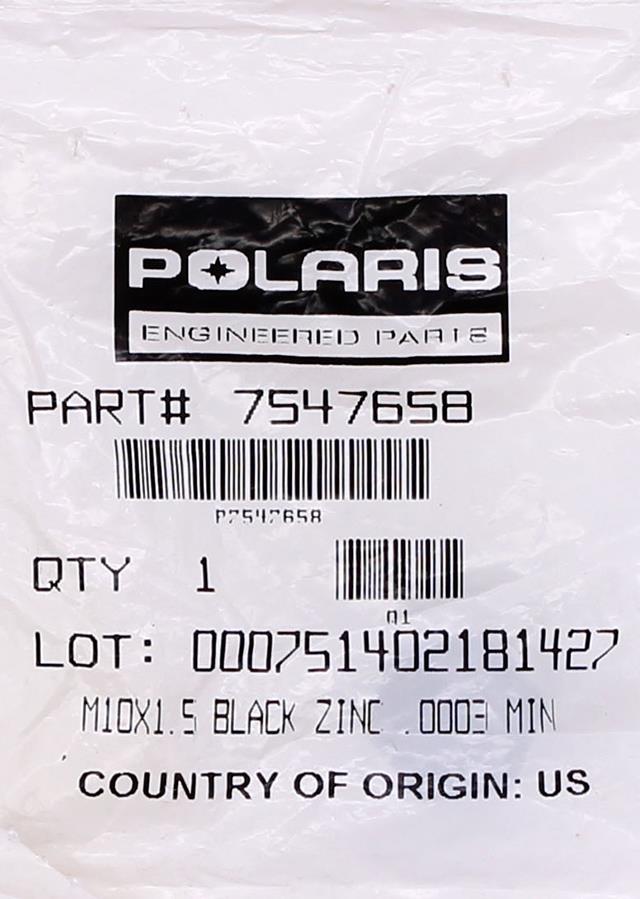 POLARIS
ENGINEERED PARTS
PART# 7547658
P7547658
QTY 1
Q1
LOT: 000751402181427
M10X1.5 BLACK ZINC .0003 MIN
COUNTRY OF ORIGIN: US